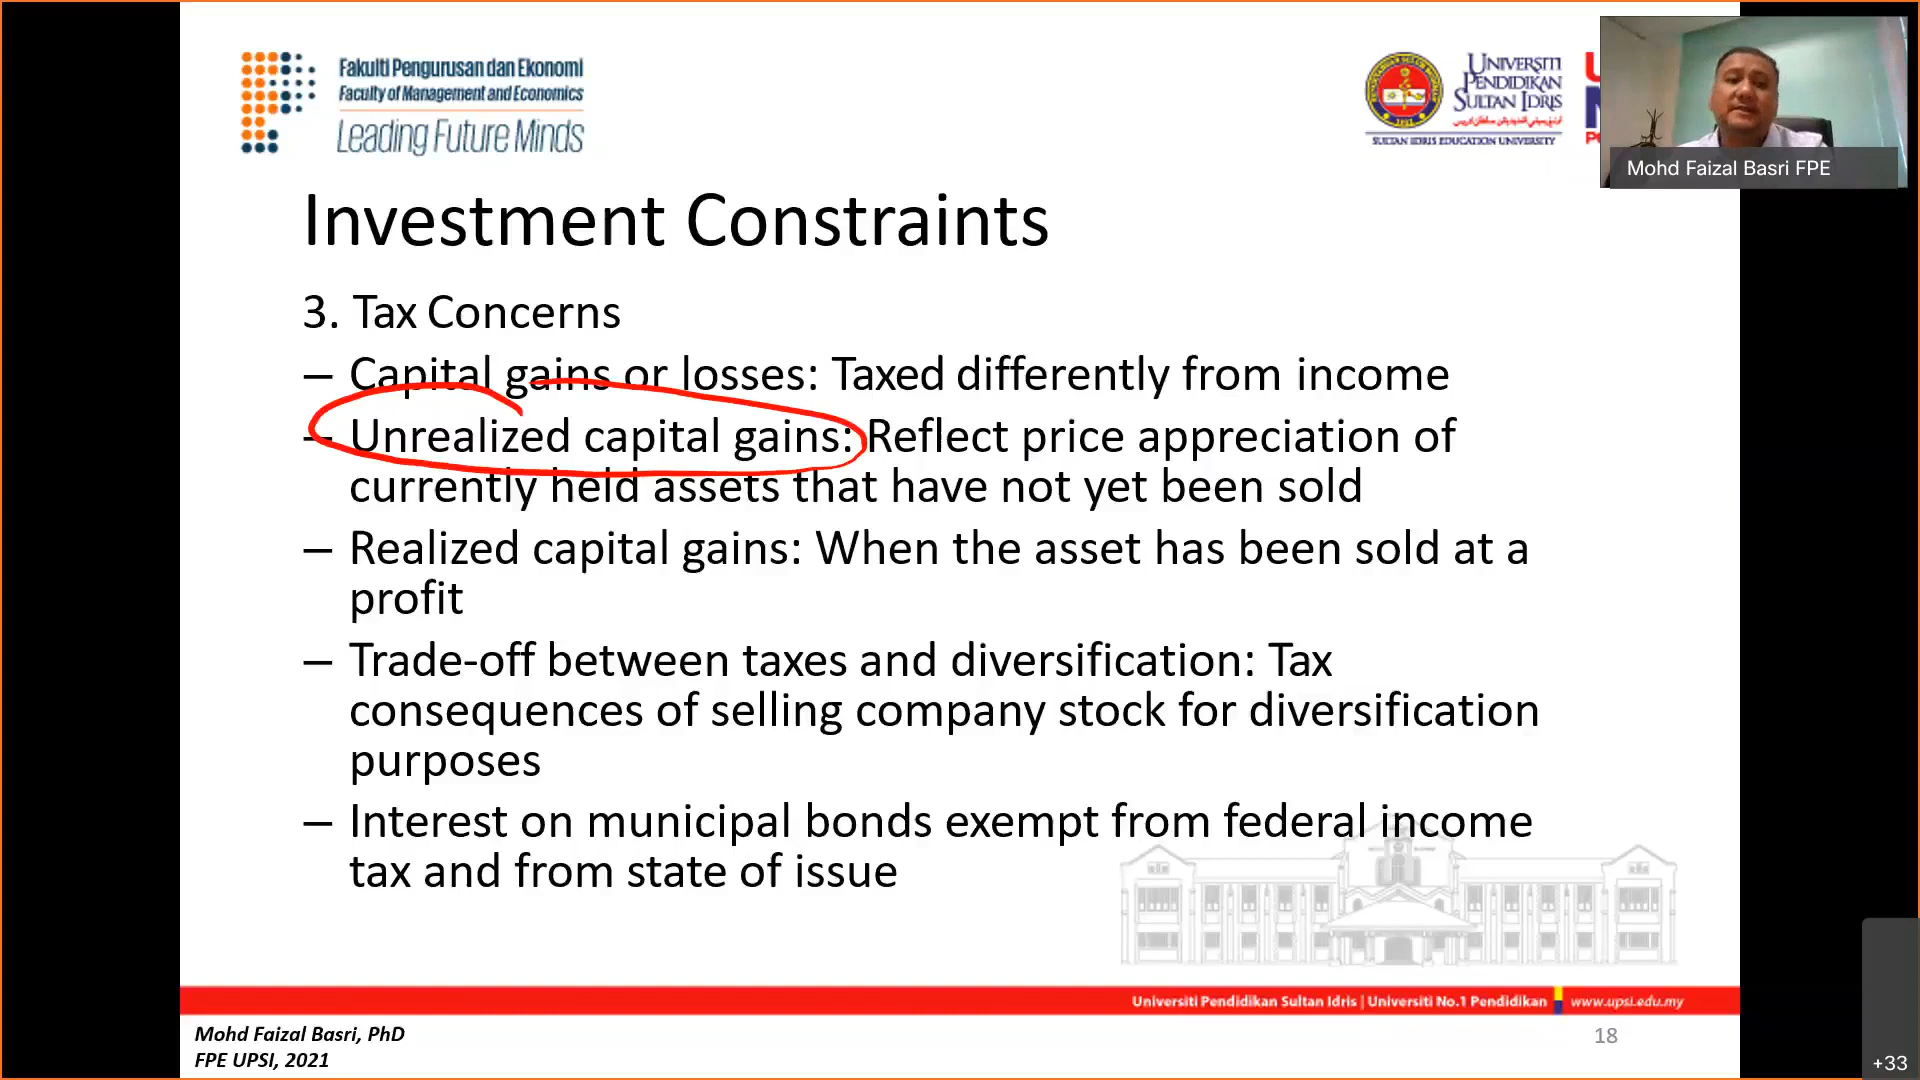 Fakulti Pengurusan dan Ekonomi
Faculty of Management and Economics
Leading Future Minds
UNIVERSITI
PENDIDIKAN
SULTAN IDRIS
SULTAN IDRIS EDUCATION UNIVERSITY
Mohd Faizal Basri FPE
Investment Constraints
3. Tax Concerns
– Capital gains or losses: Taxed differently from income
– Unrealized capital gains: Reflect price appreciation of
currently held assets that have not yet been sold
– Realized capital gains: When the asset has been sold at a
profit
– Trade-off between taxes and diversification: Tax
consequences of selling company stock for diversification
purposes
– Interest on municipal bonds exempt from federal income
tax and from state of issue
Universiti Pendidikan Sultan Idris | Universiti No.1 Pendidikan www.upsi.edu.my
Mohd Faizal Basri, PhD
FPE UPSI, 2021
18
+33